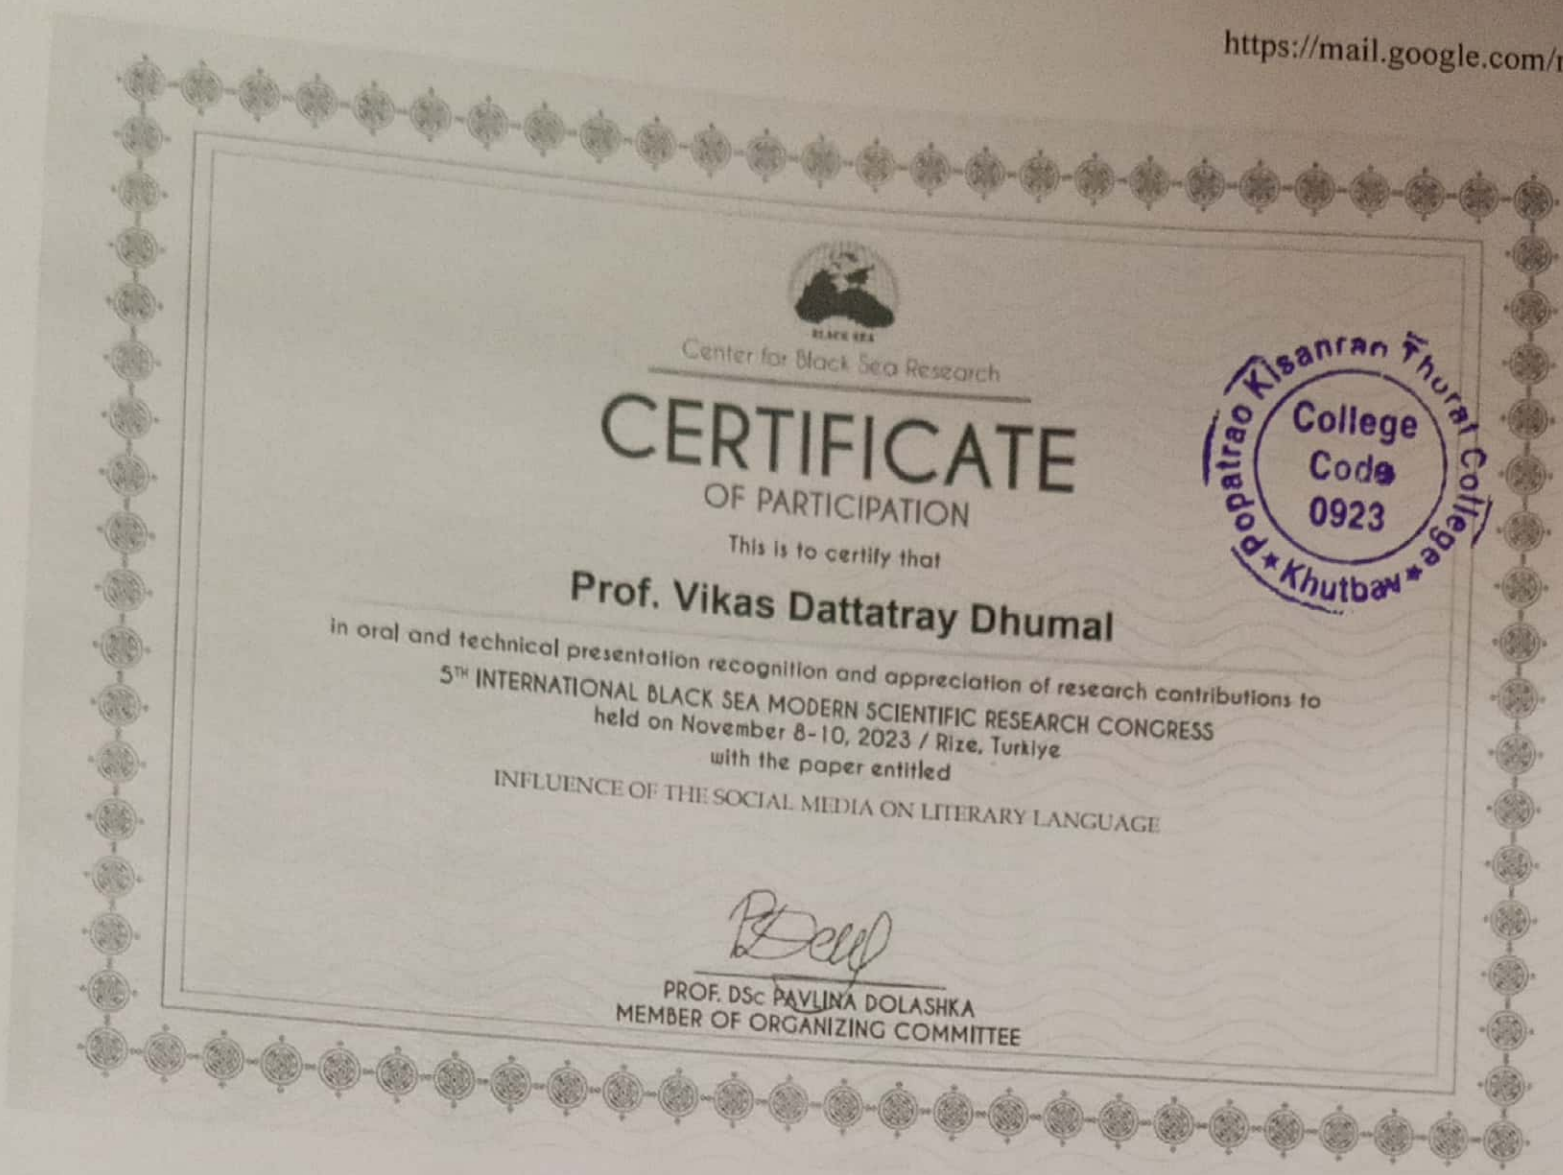 https://mail.google.com/
BLACK SEA
Center for Black Sea Research
CERTIFICATE
OF PARTICIPATION
This is to certify that
Prof. Vikas Dattatray Dhumal
in oral and technical presentation recognition and appreciation of research contributions to
5TH INTERNATIONAL BLACK SEA MODERN SCIENTIFIC RESEARCH CONGRESS
held on November 8-10, 2023 / Rize, Turkiye
with the paper entitled
INFLUENCE OF THE SOCIAL MEDIA ON LITERARY LANGUAGE
PROF. DSc PAVLINA DOLASHKA
MEMBER OF ORGANIZING COMMITTEE
Popatrao Kisanrao Thorat College
★ Khutbav ★
College
Code
0923